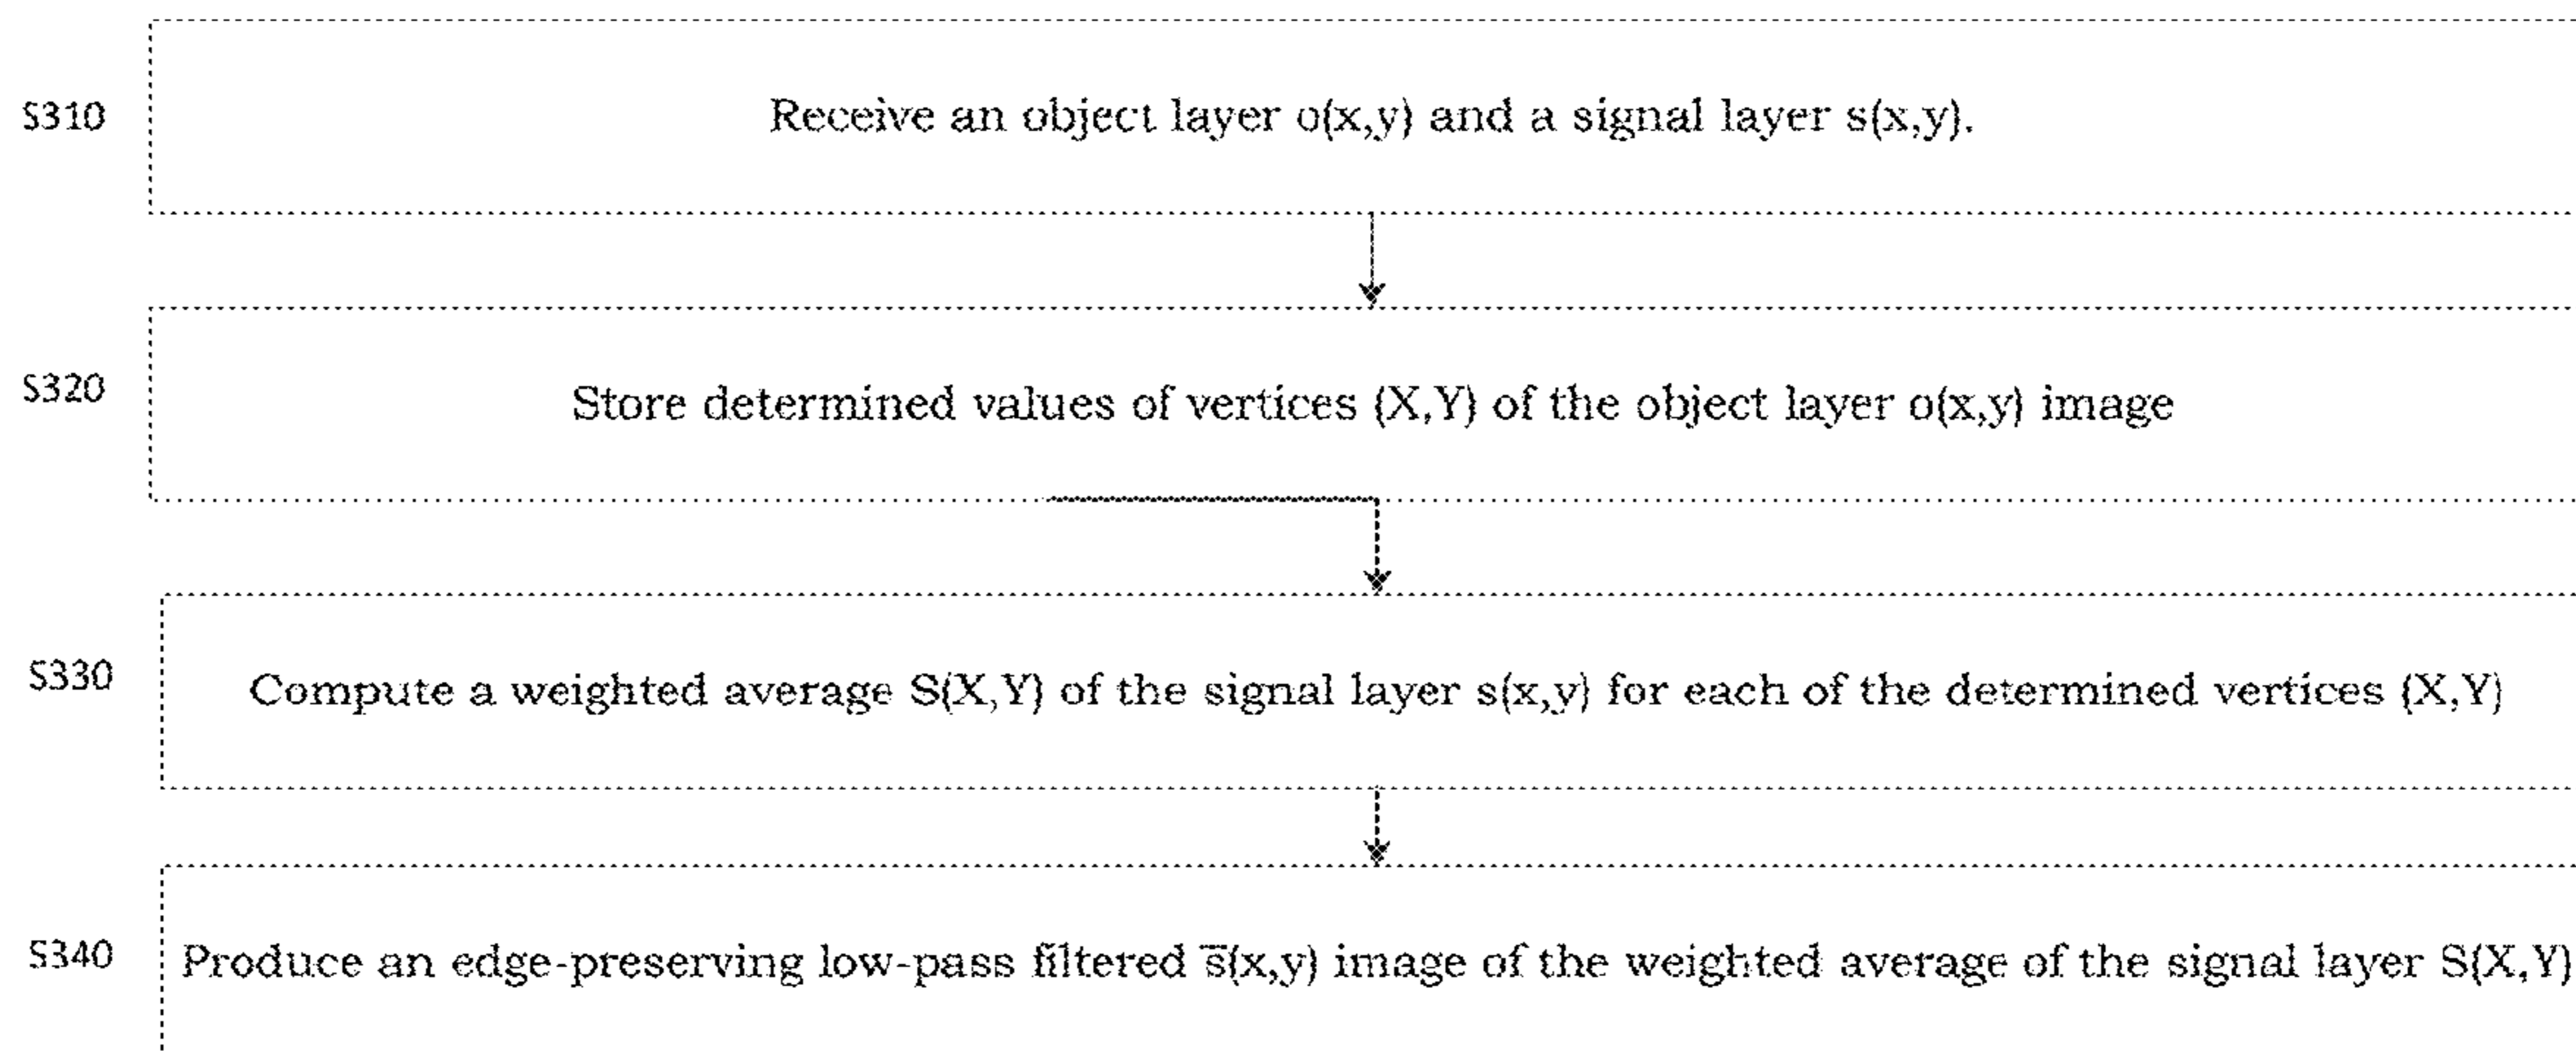 S310
Receive an object layer o(x,y) and a signal layer s(x,y).
S320
Store determined values of vertices (X,Y) of the object layer o(x,y) image
S330
Compute a weighted average S(X,Y) of the signal layer s(x,y) for each of the determined vertices (X,Y)
S340
Produce an edge-preserving low-pass filtered s̅(x,y) image of the weighted average of the signal layer S(X,Y)